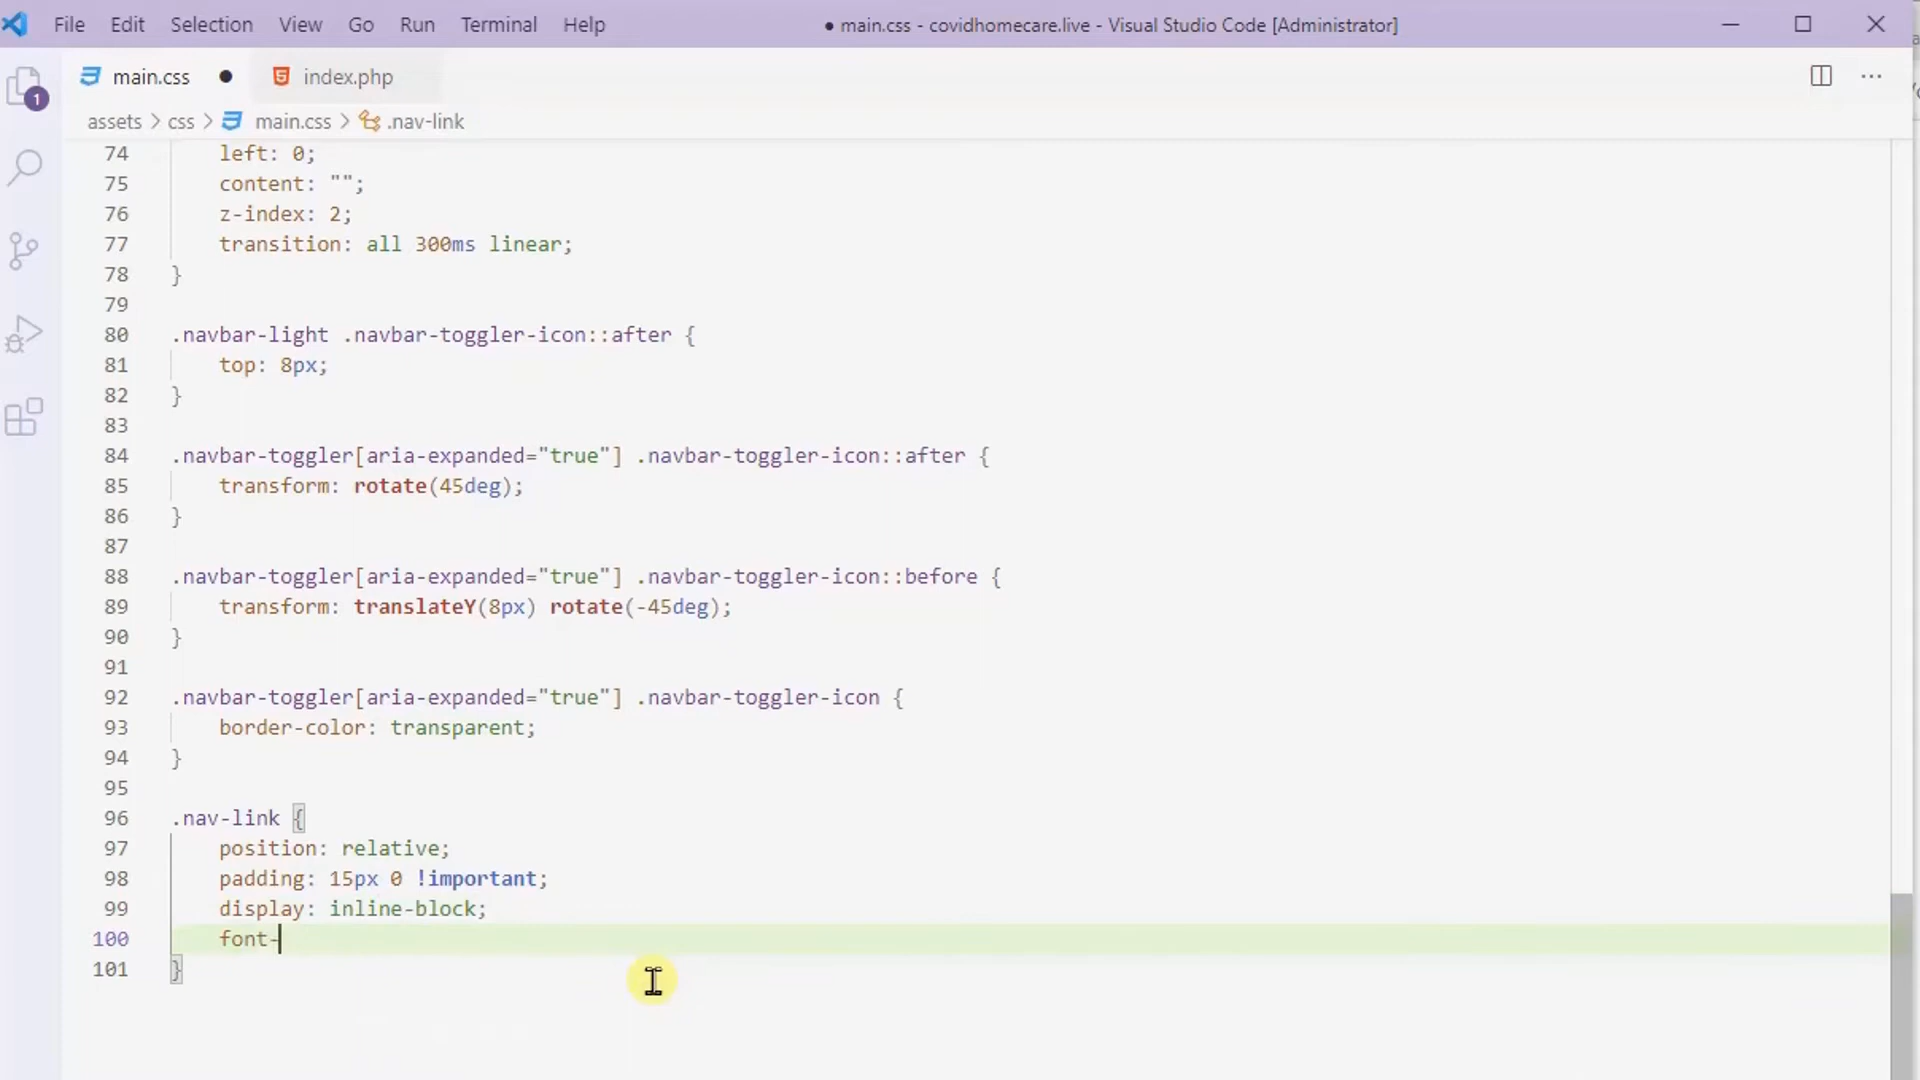 File Edit Selection View Go Run Terminal Help ● main.css - covidhomecare.live - Visual Studio Code [Administrator]
main.css ● index.php
1
assets > css > main.css > .nav-link
74 left: 0;
75 content: "";
76 z-index: 2;
77 transition: all 300ms linear;
78 }
79
80 .navbar-light .navbar-toggler-icon::after {
81 top: 8px;
82 }
83
84 .navbar-toggler[aria-expanded="true"] .navbar-toggler-icon::after {
85 transform: rotate(45deg);
86 }
87
88 .navbar-toggler[aria-expanded="true"] .navbar-toggler-icon::before {
89 transform: translateY(8px) rotate(-45deg);
90 }
91
92 .navbar-toggler[aria-expanded="true"] .navbar-toggler-icon {
93 border-color: transparent;
94 }
95
96 .nav-link {
97 position: relative;
98 padding: 15px 0 !important;
99 display: inline-block;
100 font-
101 }